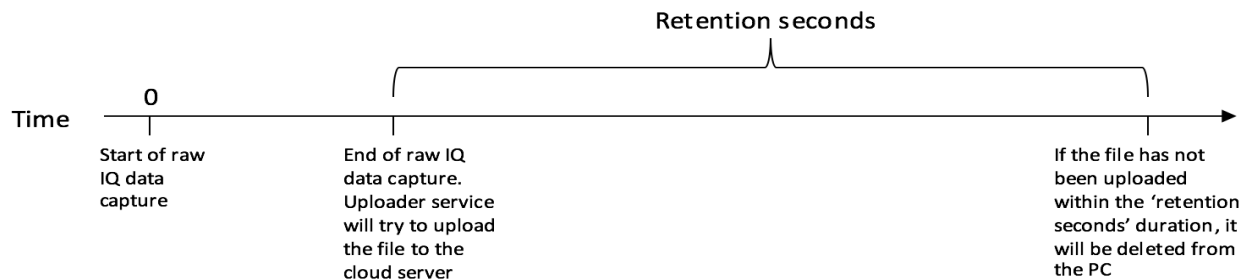 Retention seconds
0
Time
Start of raw
IQ data
capture
End of raw IQ
data capture.
Uploader service
will try to upload
the file to the
cloud server
If the file has not
been uploaded
within the ‘retention
seconds’ duration, it
will be deleted from
the PC